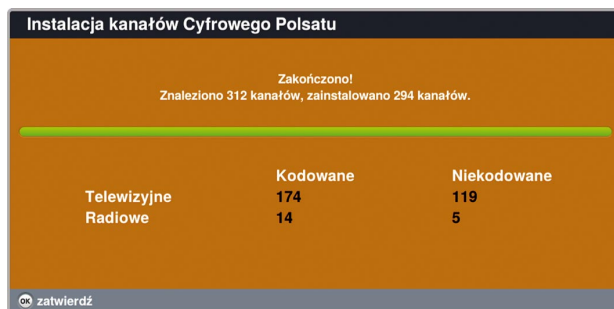 Instalacja kanałów Cyfrowego Polsatu
Zakończono!
Znaleziono 312 kanałów, zainstalowano 294 kanałów.
Kodowane Niekodowane
Telewizyjne 174 119
Radiowe 14 5
OK zatwierdź